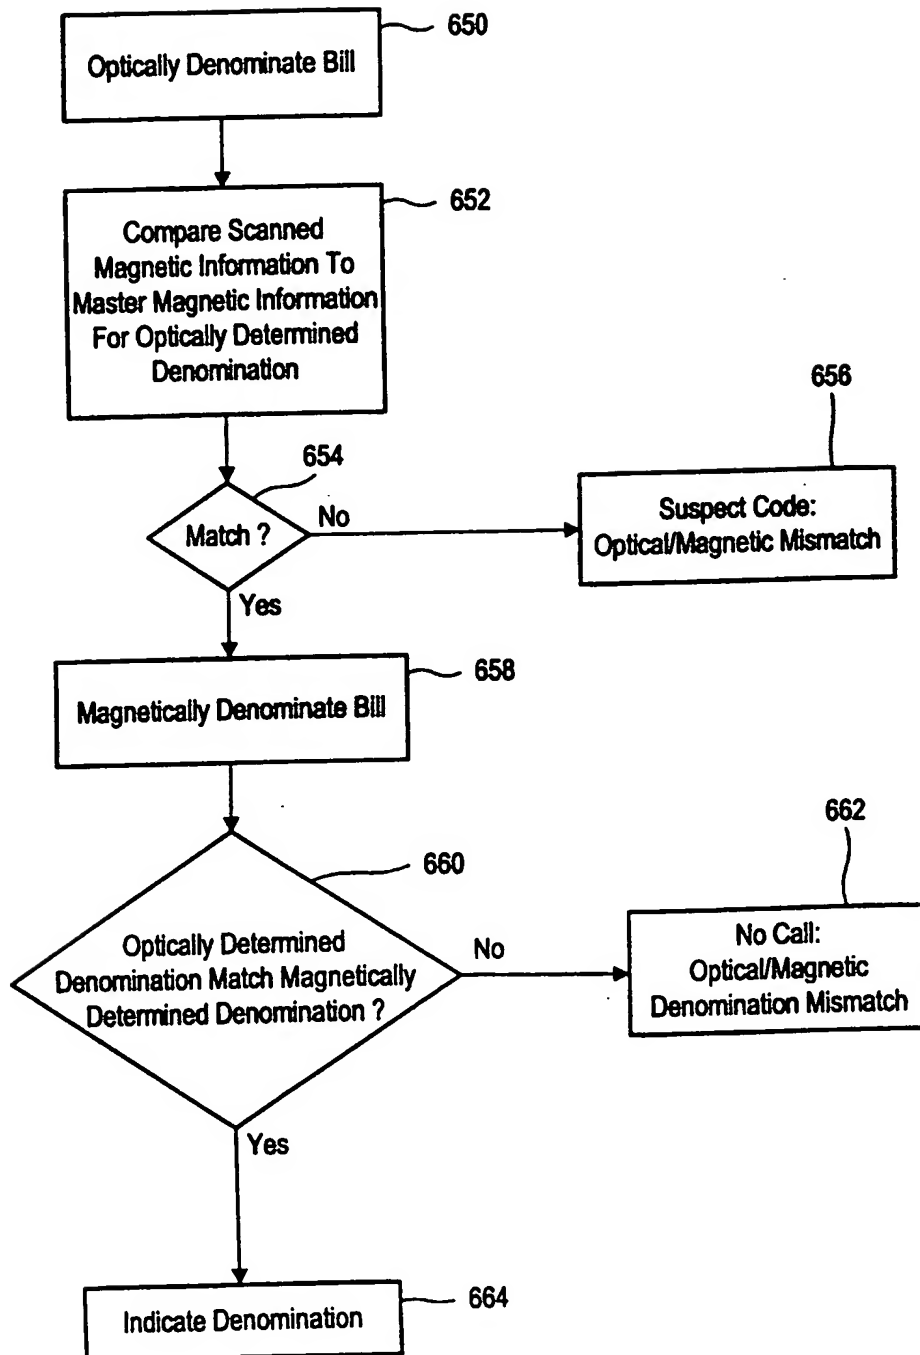 650
Optically Denominate Bill
652
Compare Scanned
Magnetic Information To
Master Magnetic Information
For Optically Determined
Denomination
656
654
Match ?
No
Suspect Code:
Optical/Magnetic Mismatch
Yes
658
Magnetically Denominate Bill
662
660
Optically Determined
Denomination Match Magnetically
Determined Denomination ?
No
No Call:
Optical/Magnetic
Denomination Mismatch
Yes
664
Indicate Denomination